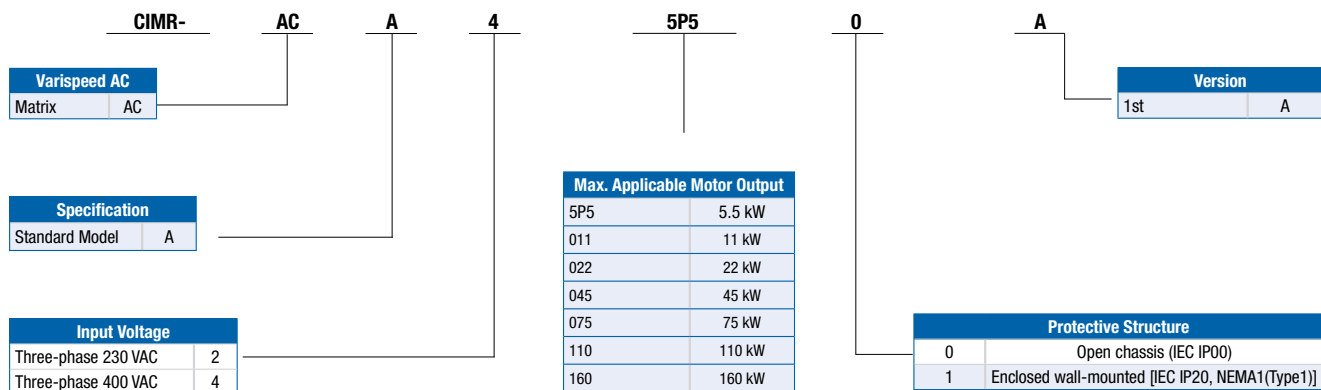 CIMR- AC A 4 5P5 0 A
Varispeed AC
Matrix AC
Version
1st A
Specification
Standard Model A
Max. Applicable Motor Output
5P5 5.5 kW
011 11 kW
022 22 kW
045 45 kW
075 75 kW
110 110 kW
160 160 kW
Input Voltage
Three-phase 230 VAC 2
Three-phase 400 VAC 4
Protective Structure
0 Open chassis (IEC IP00)
1 Enclosed wall-mounted [IEC IP20, NEMA1(Type1)]